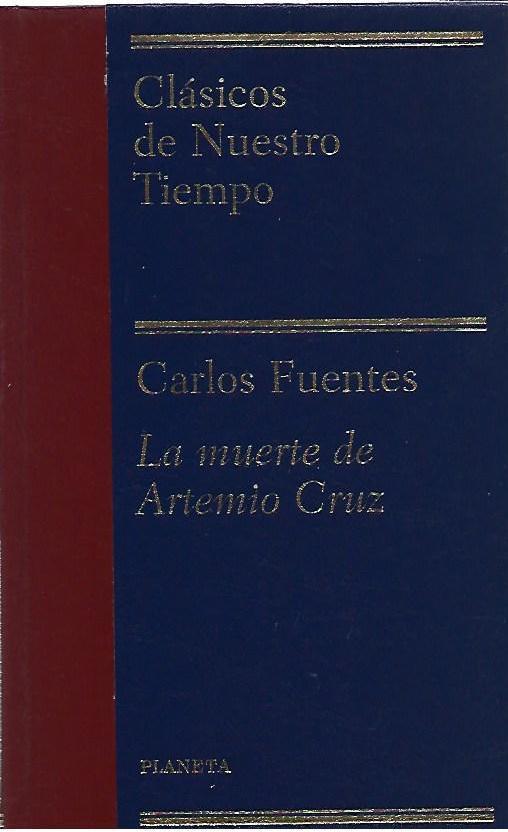 Clásicos
de Nuestro
Tiempo
Carlos Fuentes
La muerte de
Artemio Cruz
PLANETA